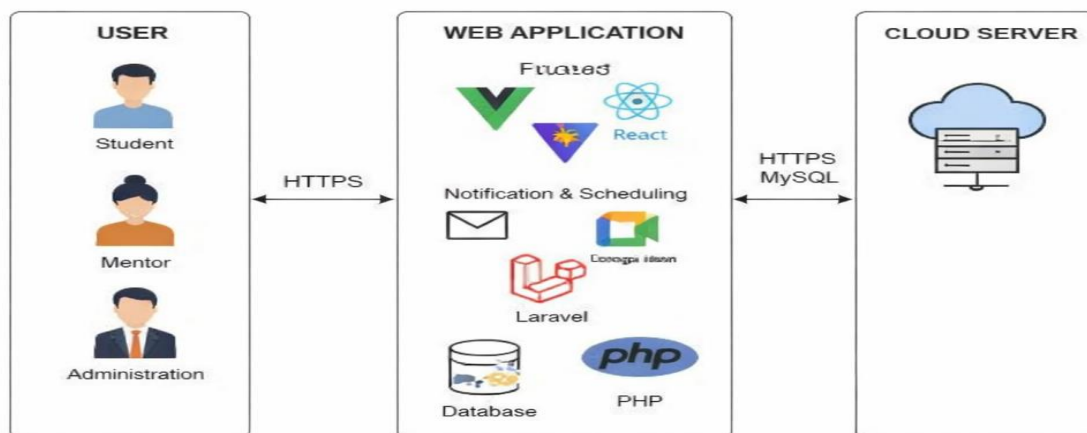 USER
Student
Mentor
Administration
HTTPS
WEB APPLICATION
React
Notification & Scheduling
Laravel
Database
php
PHP
HTTPS
MySQL
CLOUD SERVER